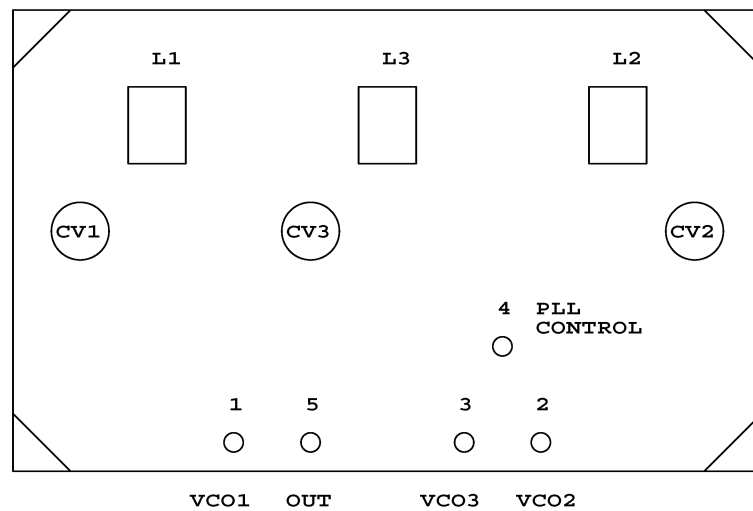 L1 L3 L2
CV1 CV3 CV2
4 PLL
CONTROL
1 5 3 2
VCO1 OUT VCO3 VCO2